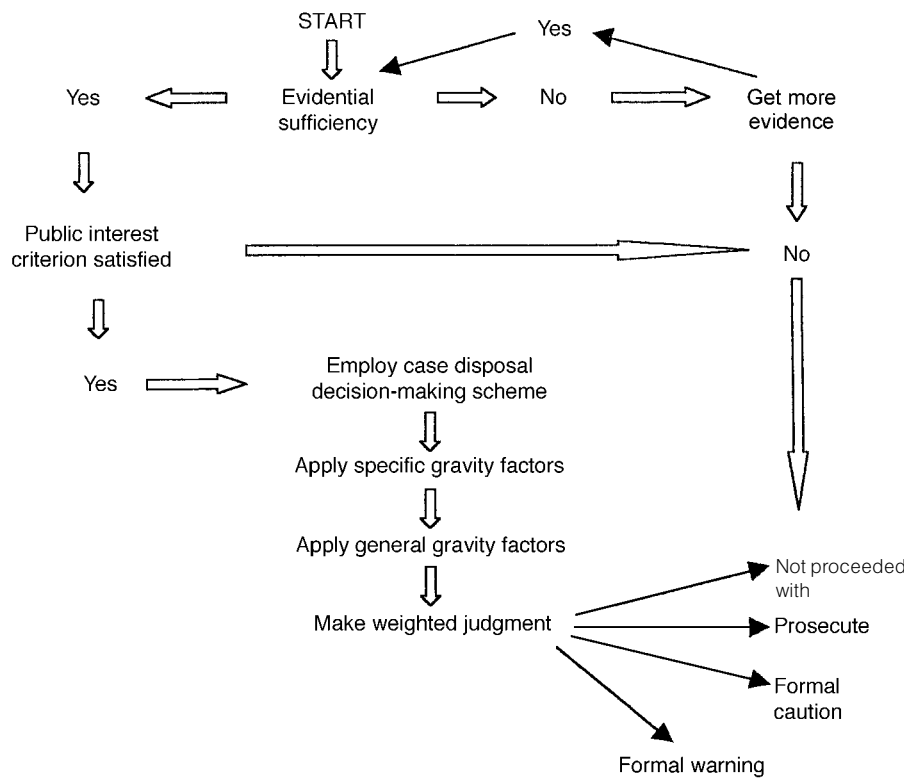 START
Yes
Yes
Evidential
sufficiency
No
Get more
evidence
Public interest
criterion satisfied
No
Yes
Employ case disposal
decision-making scheme
Apply specific gravity factors
Apply general gravity factors
Make weighted judgment
Not proceeded
with
Prosecute
Formal
caution
Formal warning